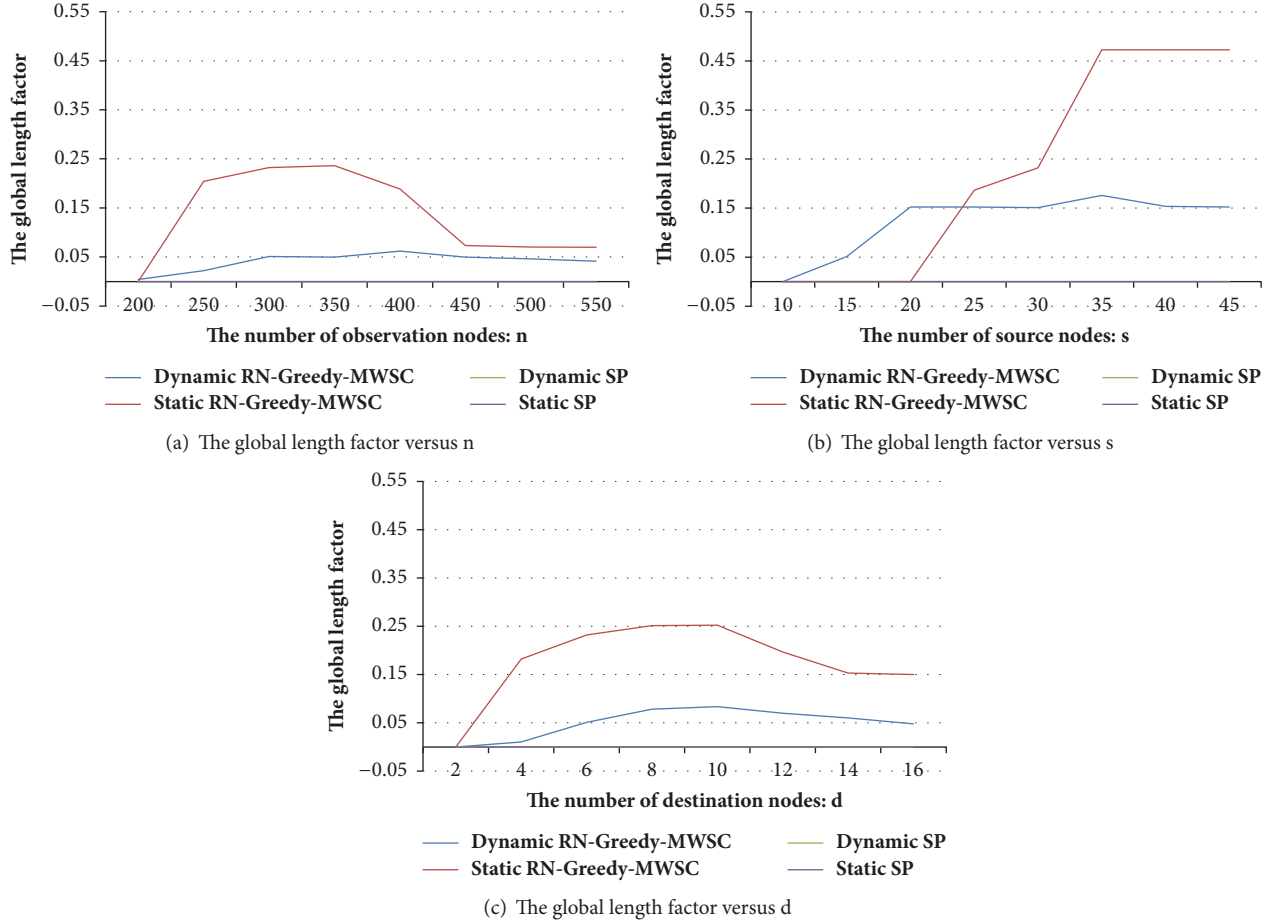 0.55
0.45
0.35
0.25
0.15
0.05
−0.05
The global length factor
200 250 300 350 400 450 500 550
The number of observation nodes: n
Dynamic RN-Greedy-MWSC
Static RN-Greedy-MWSC
Dynamic SP
Static SP
(a) The global length factor versus n
0.55
0.45
0.35
0.25
0.15
0.05
−0.05
The global length factor
10 15 20 25 30 35 40 45
The number of source nodes: s
Dynamic RN-Greedy-MWSC
Static RN-Greedy-MWSC
Dynamic SP
Static SP
(b) The global length factor versus s
0.55
0.45
0.35
0.25
0.15
0.05
−0.05
The global length factor
2 4 6 8 10 12 14 16
The number of destination nodes: d
Dynamic RN-Greedy-MWSC
Static RN-Greedy-MWSC
Dynamic SP
Static SP
(c) The global length factor versus d